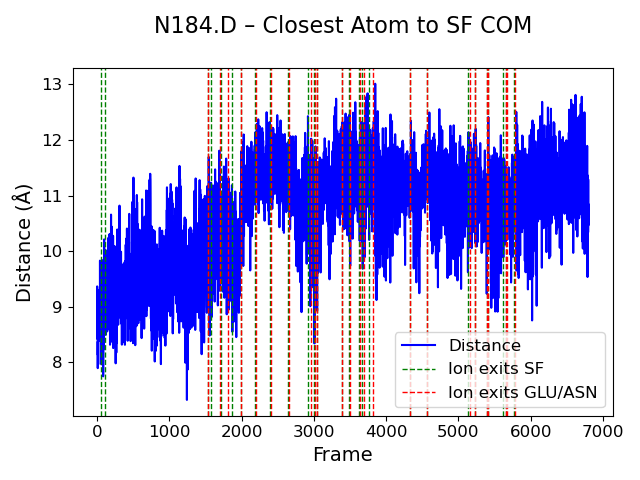 N184.D – Closest Atom to SF COM
Distance (Å)
13
12
11
10
9
8
Distance
Ion exits SF
Ion exits GLU/ASN
0 1000 2000 3000 4000 5000 6000 7000
Frame